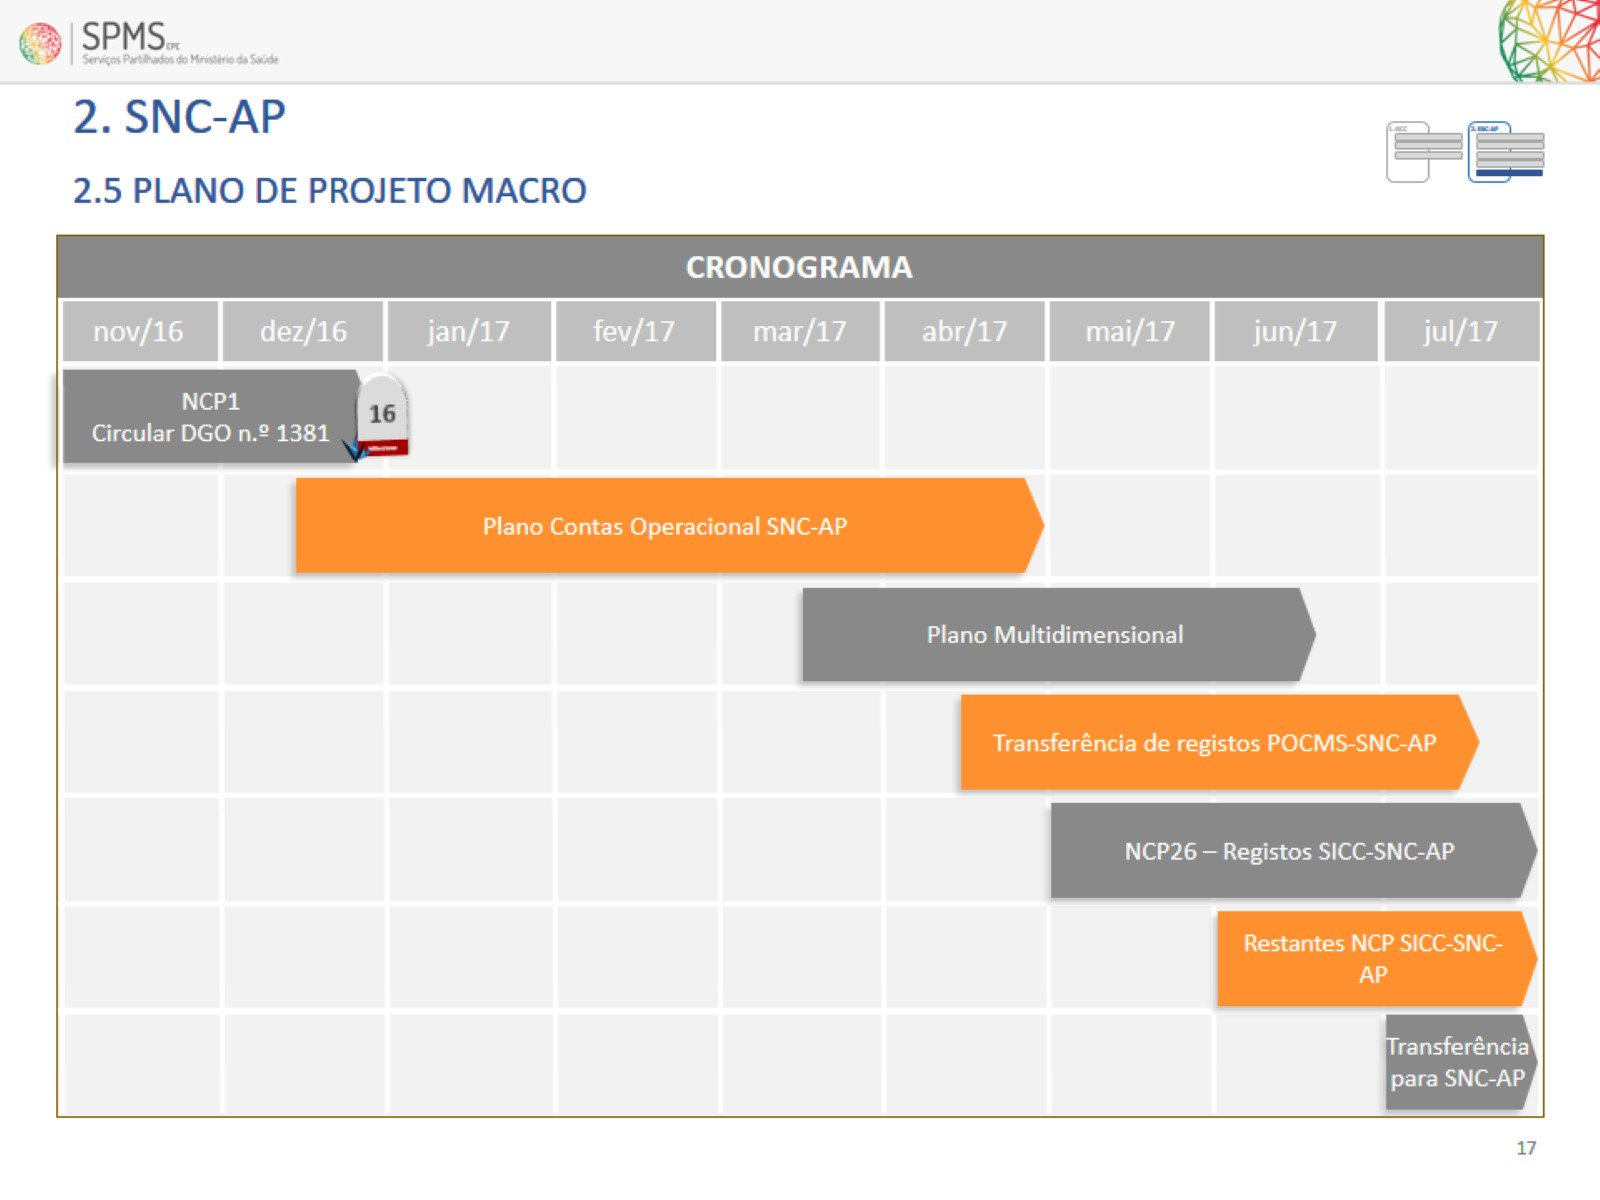 SPMS EPE
Serviços Partilhados do Ministério da Saúde
2. SNC-AP
2. SNC-AP
2.5 PLANO DE PROJETO MACRO
CRONOGRAMA
nov/16 dez/16 jan/17 fev/17 mar/17 abr/17 mai/17 jun/17 jul/17
NCP1
Circular DGO n.º 1381
16
Plano Contas Operacional SNC-AP
Plano Multidimensional
Transferência de registos POCMS-SNC-AP
NCP26 – Registos SICC-SNC-AP
Restantes NCP SICC-SNC-
AP
Transferência
para SNC-AP
17